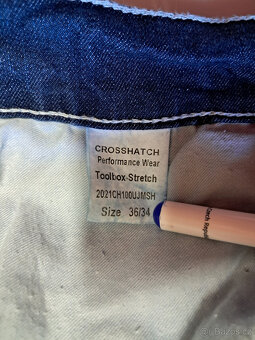 CROSSHATCH
Performance Wear
Toolbox-Stretch
2021CH100UJMSH
Size 36/34